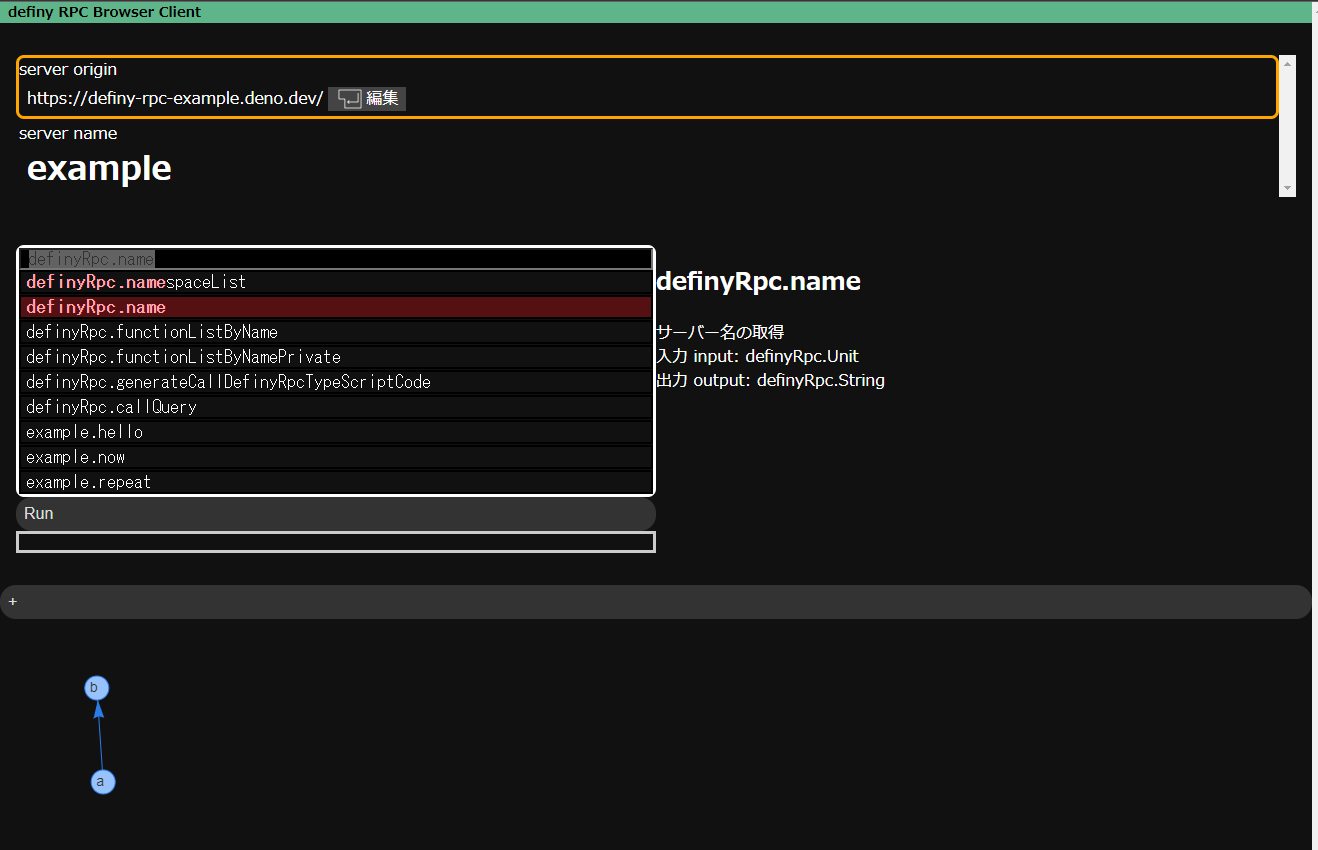 definy RPC Browser Client
server origin
https://definy-rpc-example.deno.dev/ 編集
server name
example
definyRpc.name
definyRpc.namespaceList
definyRpc.name
definyRpc.functionListByName
definyRpc.functionListByNamePrivate
definyRpc.generateCallDefinyRpcTypeScriptCode
definyRpc.callQuery
example.hello
example.now
example.repeat
Run
definyRpc.name
サーバー名の取得
入力 input: definyRpc.Unit
出力 output: definyRpc.String
+
b
a